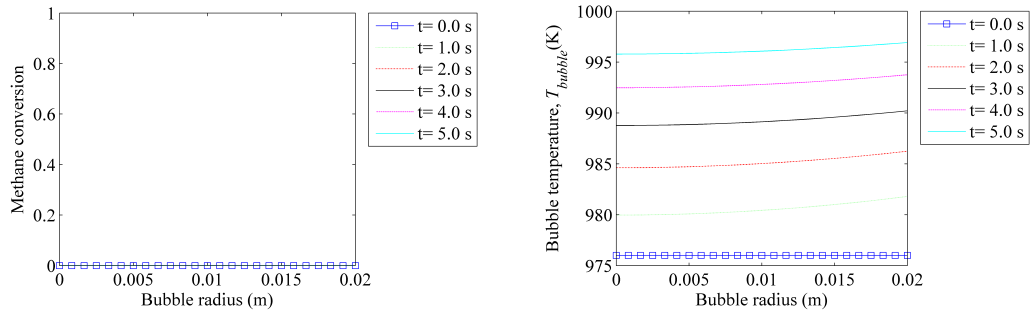 1
0.8
0.6
0.4
0.2
0
0 0.005 0.01 0.015 0.02
Methane conversion
Bubble radius (m)
t= 0.0 s
t= 1.0 s
t= 2.0 s
t= 3.0 s
t= 4.0 s
t= 5.0 s
1000
995
990
985
980
975
0 0.005 0.01 0.015 0.02
Bubble temperature, T_bubble(K)
Bubble radius (m)
t= 0.0 s
t= 1.0 s
t= 2.0 s
t= 3.0 s
t= 4.0 s
t= 5.0 s